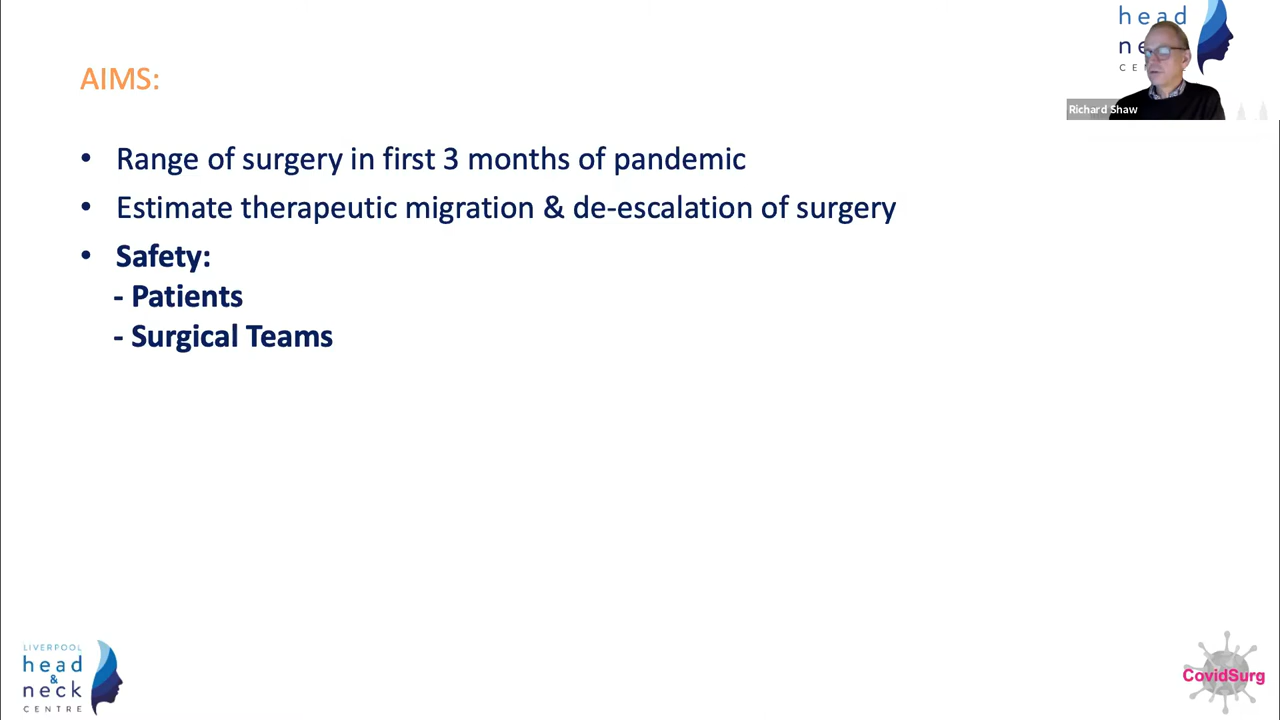 head
AIMS:
Richard Shaw
• Range of surgery in first 3 months of pandemic
• Estimate therapeutic migration & de-escalation of surgery
• Safety:
- Patients
- Surgical Teams
LIVERPOOL
head
&
neck
CENTRE
CovidSurg